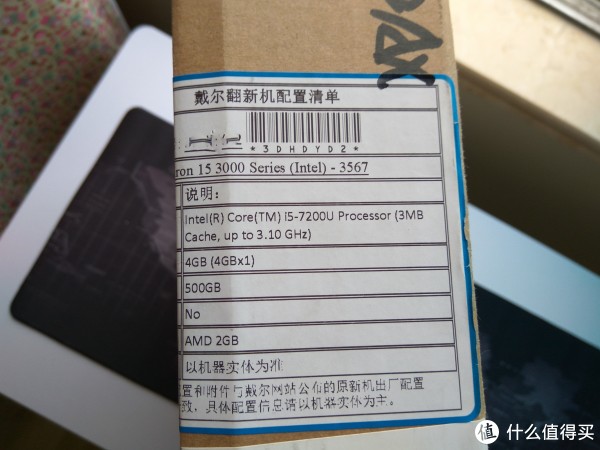 戴尔翻新机配置清单
*3DHDYD2*
ron 15 3000 Series (Intel) - 3567
说明:
Intel(R) Core(TM) i5-7200U Processor (3MB
Cache, up to 3.10 GHz)
4GB (4GBx1)
500GB
No
AMD 2GB
以机器实体为准
置和附件与戴尔网站公布的原新机出厂配置
致，具体配置信息请以机器实体为主。
值 什么值得买